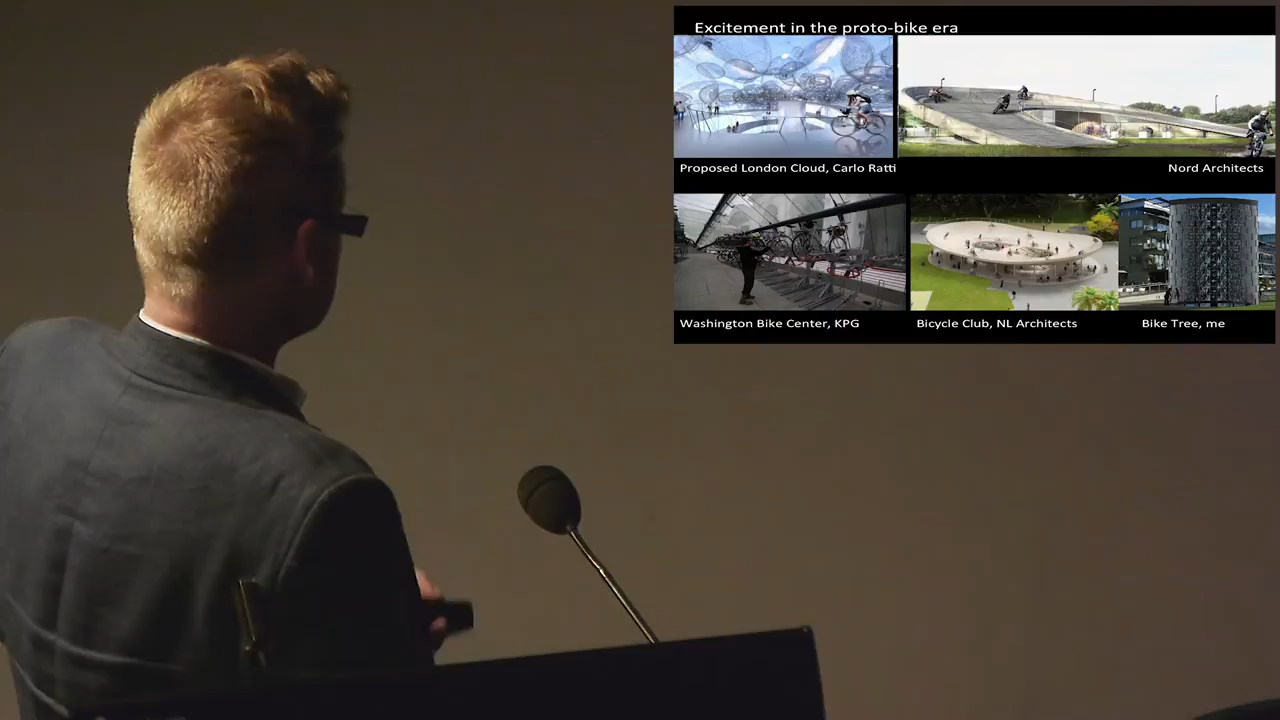 Excitement in the proto-bike era
Proposed London Cloud, Carlo Ratti
Nord Architects
Washington Bike Center, KPG
Bicycle Club, NL Architects
Bike Tree, me